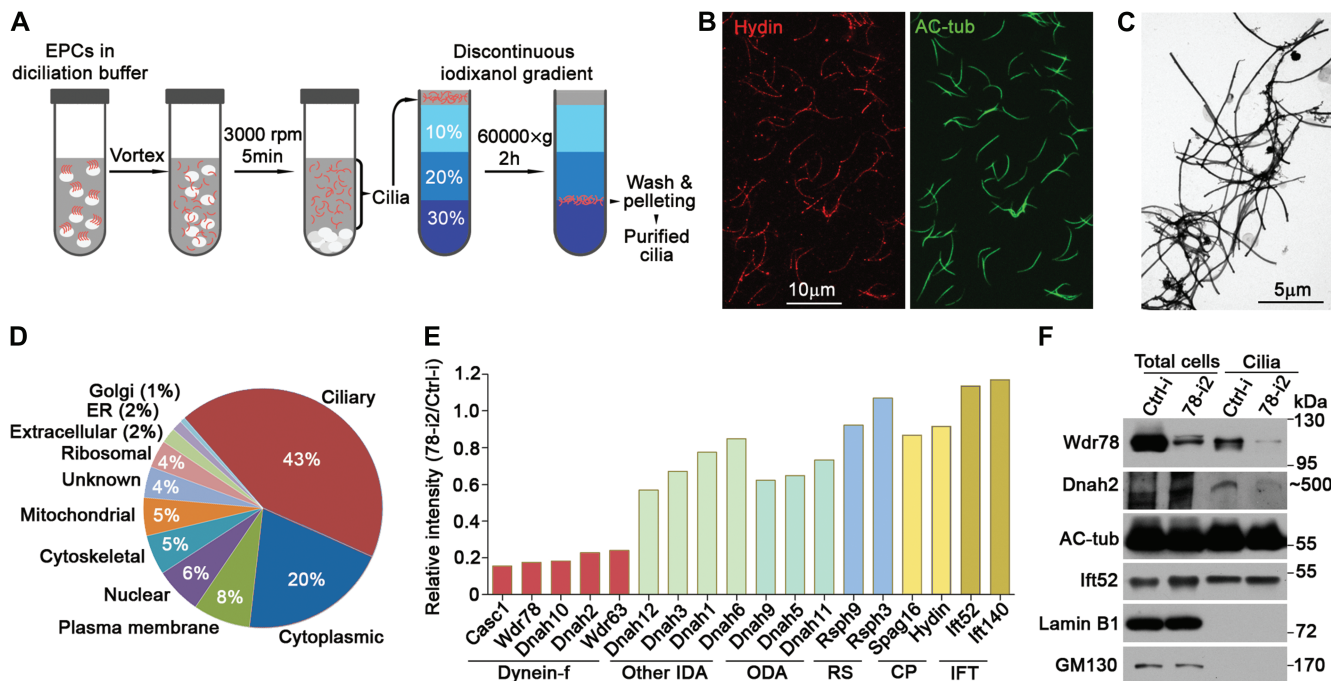 A
EPCs in
diciliation buffer
Vortex
3000 rpm
5min
Cilia
Discontinuous
iodixanol gradient
10%
20%
30%
60000×g
2h
Wash &
pelleting
Purified
cilia
B
Hydin
AC-tub
10μm
C
5μm
D
Golgi (1%)
ER (2%)
Extracellular (2%)
Ribosomal
4%
Unknown
4%
Mitochondrial
5%
Cytoskeletal
5%
Nuclear
6%
Plasma membrane
8%
Cytoplasmic
20%
Ciliary
43%
E
Relative intensity (78-i2/Ctrl-i)
1.2
1.0
0.8
0.6
0.4
0.2
0
Casc1
Wdr78
Dnah10
Dnah2
Wdr63
Dnah12
Dnah3
Dnah1
Dnah6
Dnah9
Dnah5
Dnah11
Rsph9
Rsph3
Spag16
Hydin
Ift52
Ift140
Dynein-f
Other IDA
ODA
RS
CP
IFT
F
Total cells
Cilia
Ctrl-i
78-i2
Ctrl-i
78-i2
kDa
Wdr78
130
95
Dnah2
~500
AC-tub
55
Ift52
55
Lamin B1
72
GM130
170